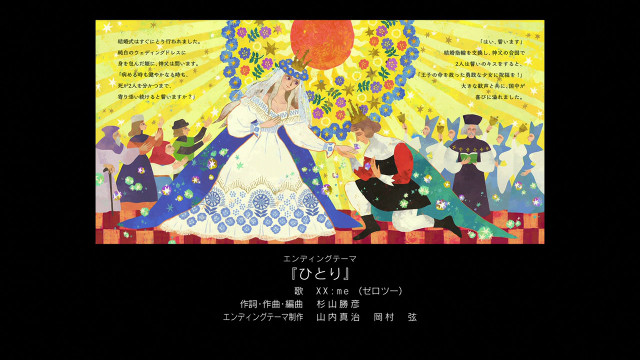 結婚式はすぐにとり行われました。
純白のウェディングドレスに
身を包んだ娘に、神父は問います。
「病める時も健やかなる時も、
死が2人を分かつまで、
寄り添い続けると誓いますか?」
「はい、誓います」
結婚指輪を交換し、神父の合図で
2人は誓いのキスをすると、
「王子の命を救った勇敢な少女に祝福を!」
大きな歓声と共に、国中が
喜びに溢れました。
エンディングテーマ
『ひとり』
歌 XX:me (ゼロツー)
作詞・作曲・編曲 杉山勝彦
エンディングテーマ制作 山内真治 岡村 弦